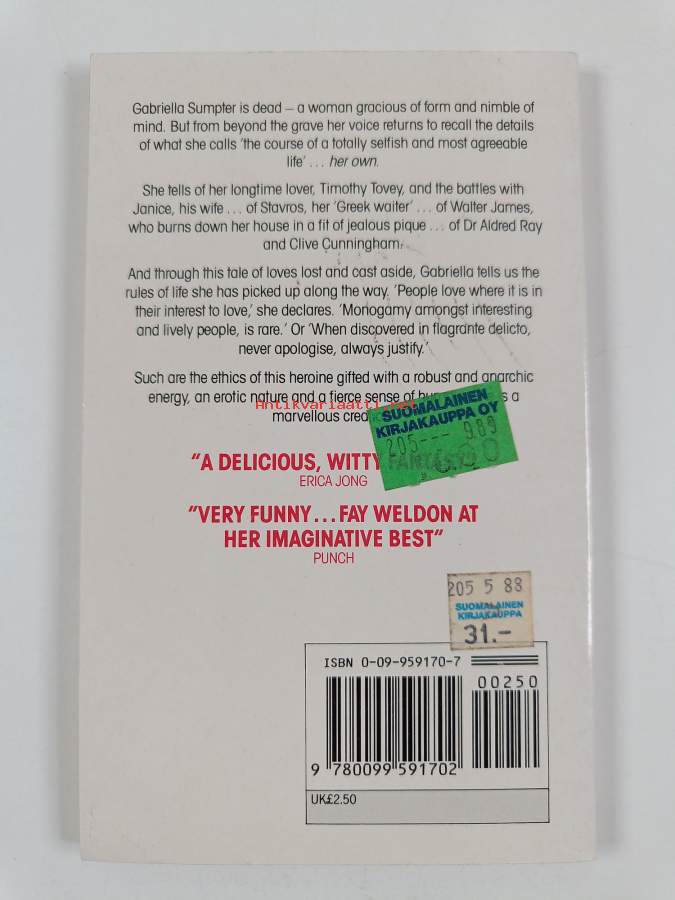 Gabriella Sumpter is dead – a woman gracious of form and nimble of
mind. But from beyond the grave her voice returns to recall the details
of what she calls ‘the course of a totally selfish and most agreeable
life’ . . . her own.
She tells of her longtime lover, Timothy Tovey, and the battles with
Janice, his wife . . . of Stavros, her ‘Greek waiter’ . . . of Walter James,
who burns down her house in a fit of jealous pique . . . of Dr Aldred Ray
and Clive Cunningham.
And through this tale of loves lost and cast aside, Gabriella tells us the
rules of life she has picked up along the way. ‘People love where it is in
their interest to love,’ she declares. ‘Monogamy amongst interesting
and lively people, is rare.’ Or ‘When discovered in flagrante delicto,
never apologise, always justify.’
Such are the ethics of this heroine gifted with a robust and anarchic
energy, an erotic nature and a fierce sense of
a
marvellous
Antikvariaatti.net
SUOMALAINEN
KIRJAKAUPPA OY
205--- 989
"A DELICIOUS, WITTY FANTASY"
ERICA JONG
"VERY FUNNY...FAY WELDON AT
HER IMAGINATIVE BEST"
PUNCH
205 5 88
SUOMALAINEN
KIRJAKAUPPA
31.-
ISBN 0-09-959170-7
00250
9 780099 591702
UK£2.50